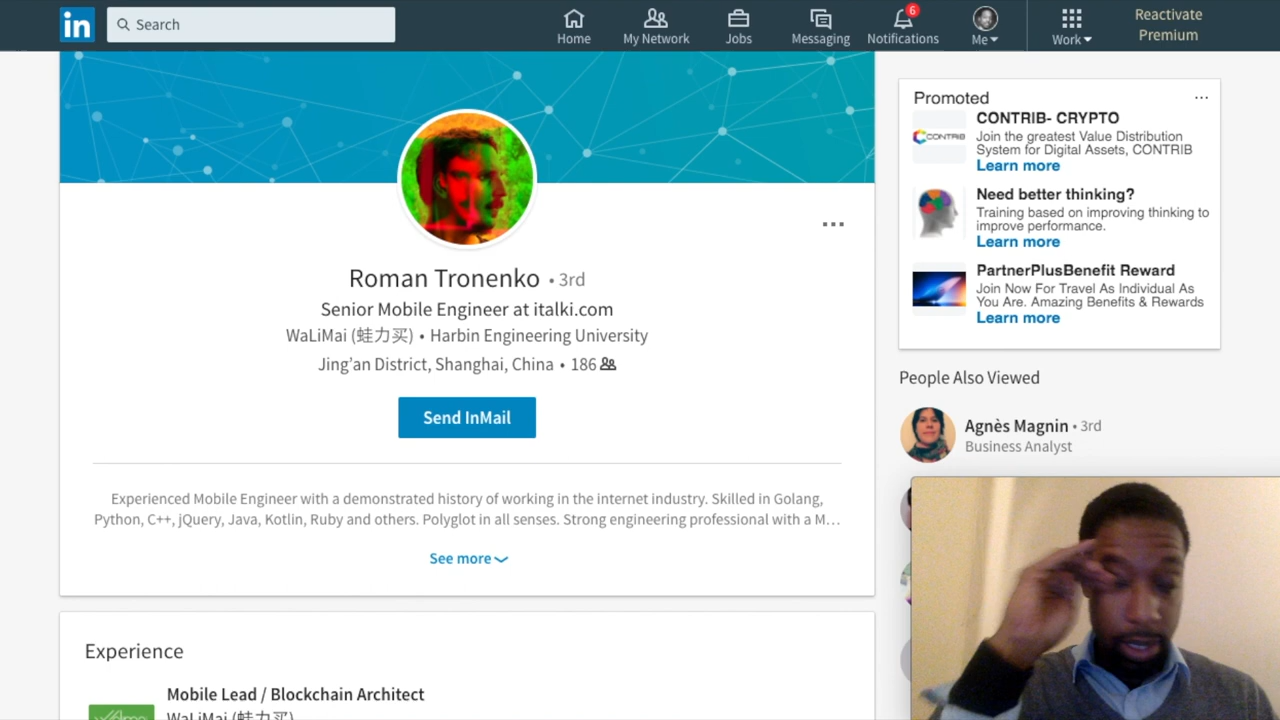 in
Search
Home
My Network
Jobs
Messaging
6
Notifications
Me
Work
Reactivate
Premium
Roman Tronenko • 3rd
Senior Mobile Engineer at italki.com
WaLiMai (蛙力买) • Harbin Engineering University
Jing’an District, Shanghai, China • 186
Send InMail
Experienced Mobile Engineer with a demonstrated history of working in the internet industry. Skilled in Golang,
Python, C++, jQuery, Java, Kotlin, Ruby and others. Polyglot in all senses. Strong engineering professional with a M…
See more
Experience
Mobile Lead / Blockchain Architect
WaLiMai (蛙力买)
Promoted
CONTRIB
CONTRIB- CRYPTO
Join the greatest Value Distribution
System for Digital Assets, CONTRIB
Learn more
Need better thinking?
Training based on improving thinking to
improve performance.
Learn more
PartnerPlusBenefit Reward
Join Now For Travel As Individual As
You Are. Amazing Benefits & Rewards
Learn more
People Also Viewed
Agnès Magnin • 3rd
Business Analyst